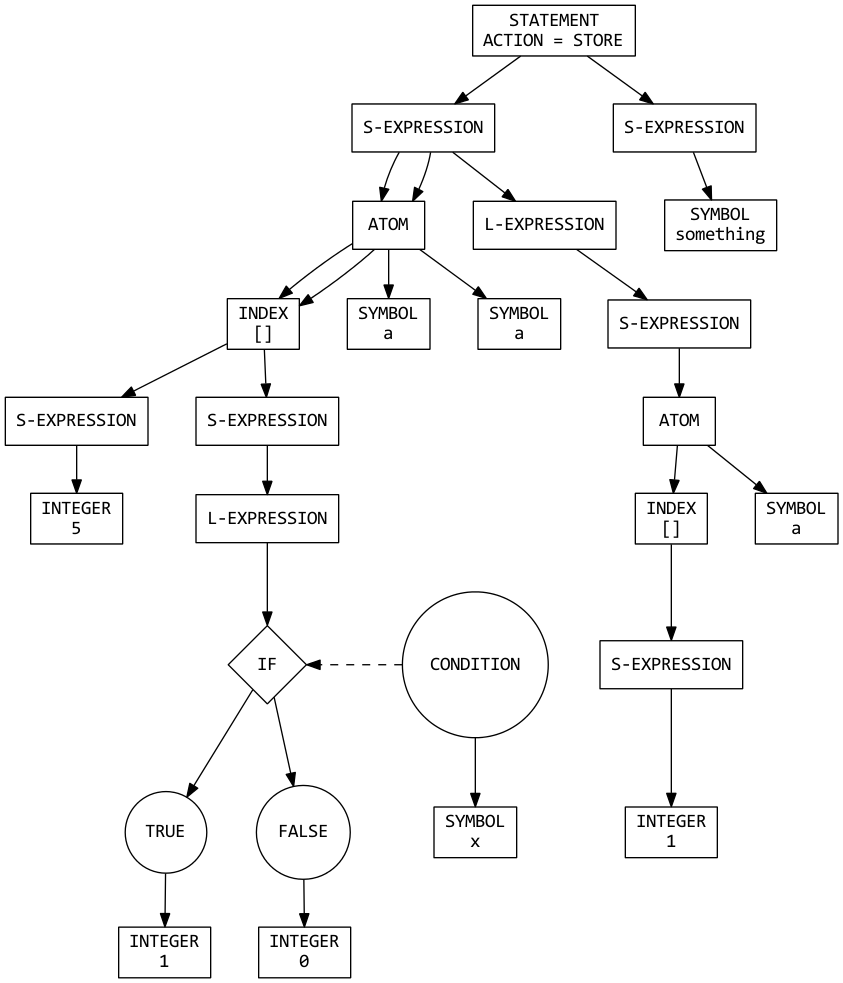 STATEMENT
ACTION = STORE
S-EXPRESSION
S-EXPRESSION
ATOM
L-EXPRESSION
SYMBOL
something
INDEX
[]
SYMBOL
a
SYMBOL
a
S-EXPRESSION
S-EXPRESSION
S-EXPRESSION
ATOM
INTEGER
5
L-EXPRESSION
INDEX
[]
SYMBOL
a
IF
CONDITION
S-EXPRESSION
TRUE
FALSE
SYMBOL
x
INTEGER
1
INTEGER
1
INTEGER
0